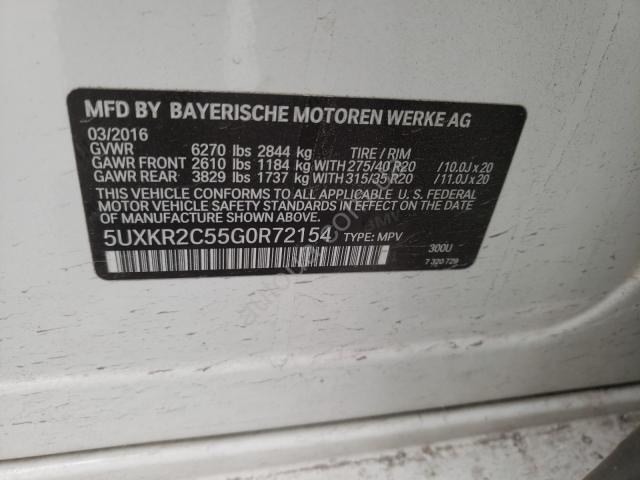 MFD BY BAYERISCHE MOTOREN WERKE AG
03/2016
GVWR 6270 lbs 2844 kg TIRE / RIM
GAWR FRONT 2610 lbs 1184 kg WITH 275/40 R20 / 10.0J x 20
GAWR REAR 3829 lbs 1737 kg WITH 315/35 R20 / 11.0J x 20
THIS VEHICLE CONFORMS TO ALL APPLICABLE U.S. FEDERAL MOTOR
VEHICLE SAFETY STANDARDS IN EFFECT ON THE DATE OF
MANUFACTURE SHOWN ABOVE.
5UXKR2C55G0R72154 TYPE: MPV
300U
7 320 729